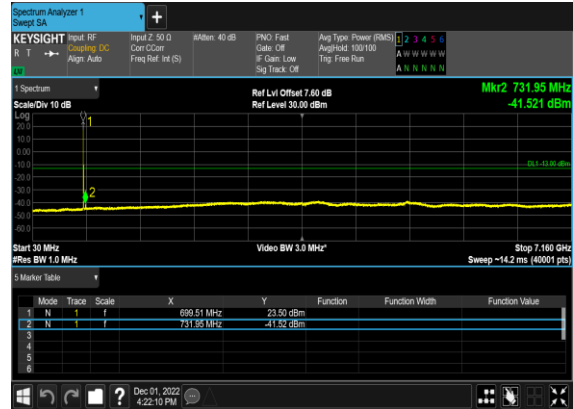 Spectrum Analyzer 1
Swept SA
+
KEYSIGHT Input: RF Input Z: 50 Ω #Atten: 40 dB PNO: Fast Avg Type: Power (RMS) 1 2 3 4 5 6
R T Coupling: DC Corr CCorr Gate: Off Avg|Hold: 100/100 A W W W W W
Align: Auto Freq Ref: Int (S) IF Gain: Low Trig: Free Run
Sig Track: Off A N N N N N
1 Spectrum Ref Lvl Offset 7.60 dB Mkr2 731.95 MHz
Scale/Div 10 dB Ref Level 30.00 dBm -41.521 dBm
Log
1
20.0
10.0
0.00
-10.0
DL1 -13.00 dBm
-20.0
-30.0
2
-40.0
-50.0
-60.0
Start 30 MHz Video BW 3.0 MHz* Stop 7.160 GHz
#Res BW 1.0 MHz Sweep ~14.2 ms (40001 pts)
5 Marker Table
Mode Trace Scale X Y Function Function Width Function Value
1 N 1 f 699.51 MHz 23.50 dBm
2 N 1 f 731.95 MHz -41.52 dBm
3
4
5
6
? Dec 01, 2022
4:22:10 PM